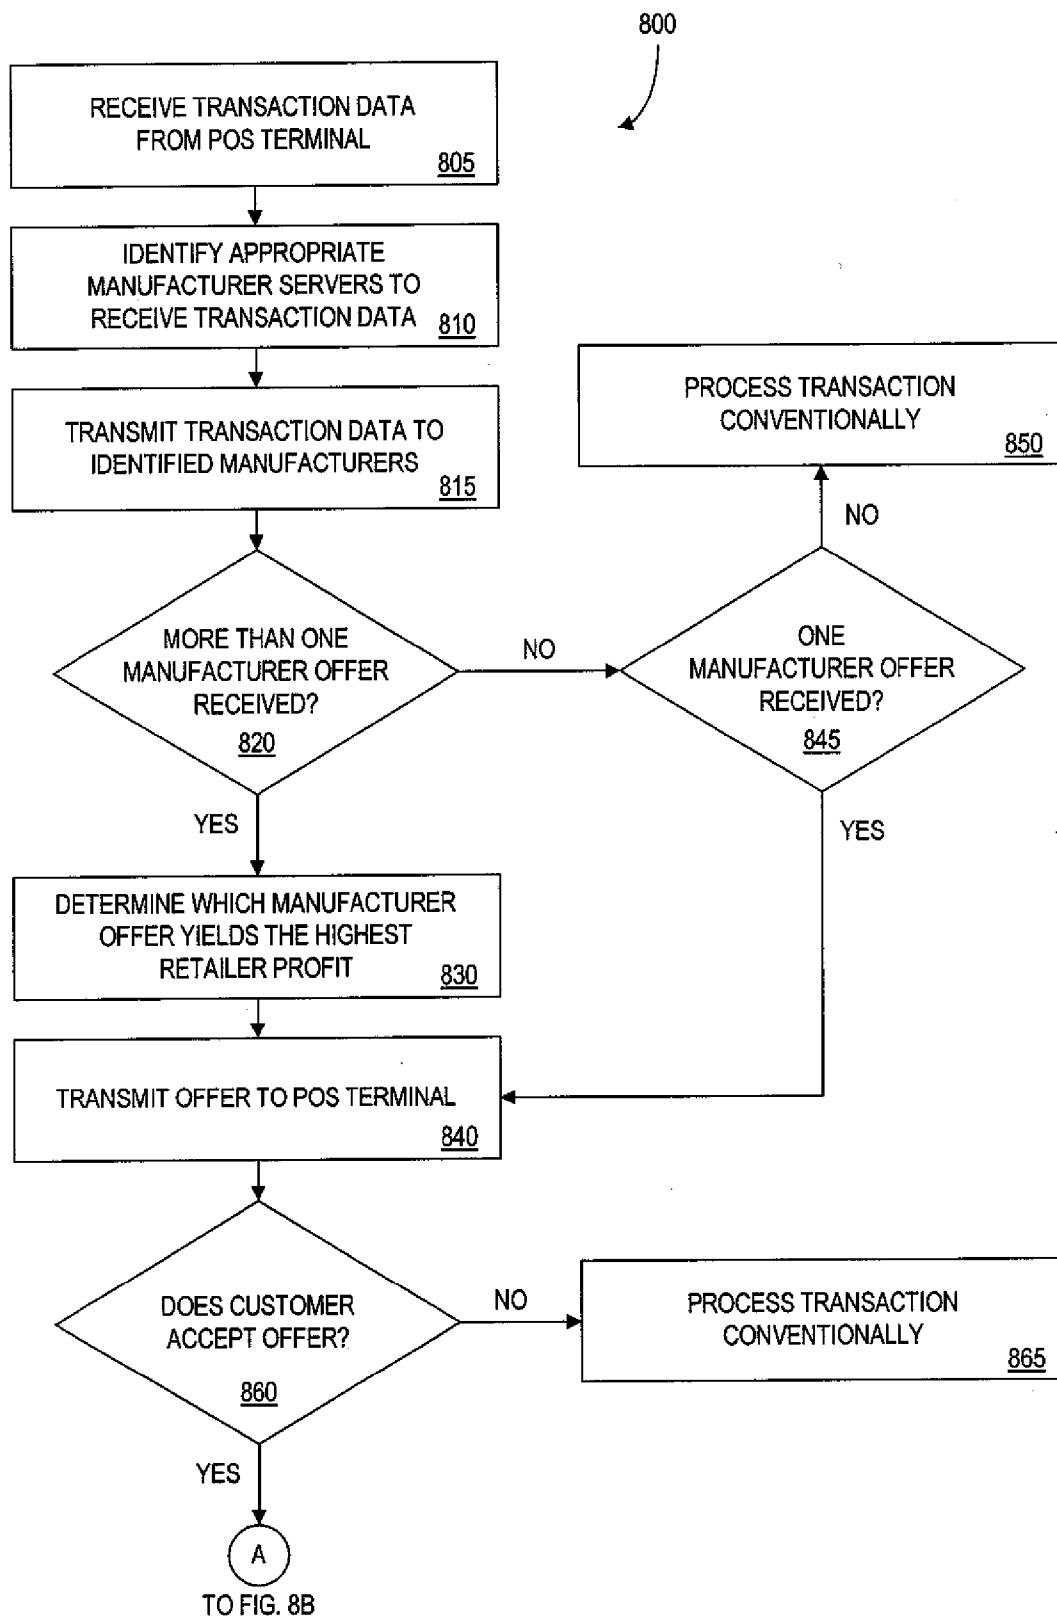 800
RECEIVE TRANSACTION DATA
FROM POS TERMINAL
805
IDENTIFY APPROPRIATE
MANUFACTURER SERVERS TO
RECEIVE TRANSACTION DATA
810
TRANSMIT TRANSACTION DATA TO
IDENTIFIED MANUFACTURERS
815
PROCESS TRANSACTION
CONVENTIONALLY
850
NO
MORE THAN ONE
MANUFACTURER OFFER
RECEIVED?
820
NO
ONE
MANUFACTURER OFFER
RECEIVED?
845
YES
YES
DETERMINE WHICH MANUFACTURER
OFFER YIELDS THE HIGHEST
RETAILER PROFIT
830
TRANSMIT OFFER TO POS TERMINAL
840
DOES CUSTOMER
ACCEPT OFFER?
860
NO
PROCESS TRANSACTION
CONVENTIONALLY
865
YES
A
TO FIG. 8B